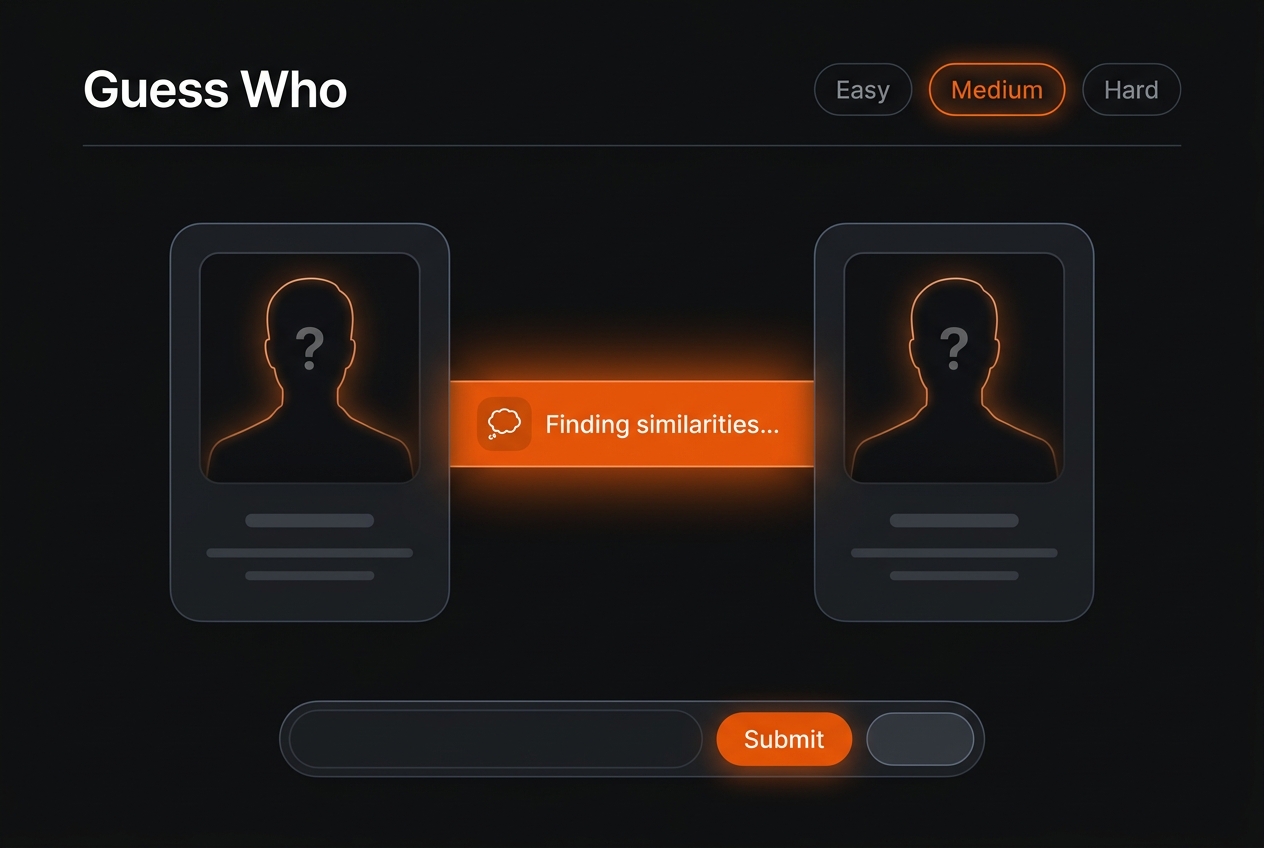 Guess Who
Easy
Medium
Hard
?
?
Finding similarities...
Submit